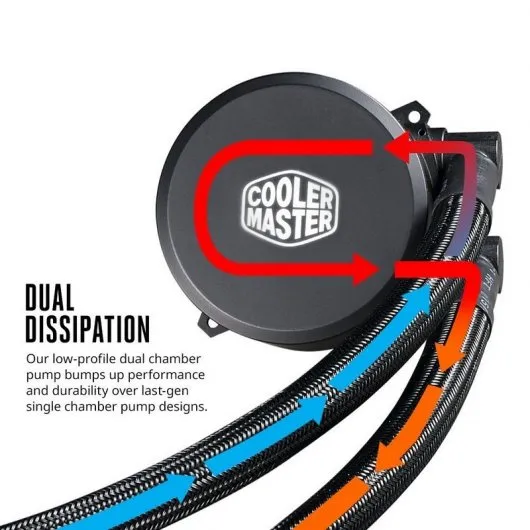 COOLER
MASTER
DUAL
DISSIPATION
Our low-profile dual chamber
pump bumps up performance
and durability over last-gen
single chamber pump designs.